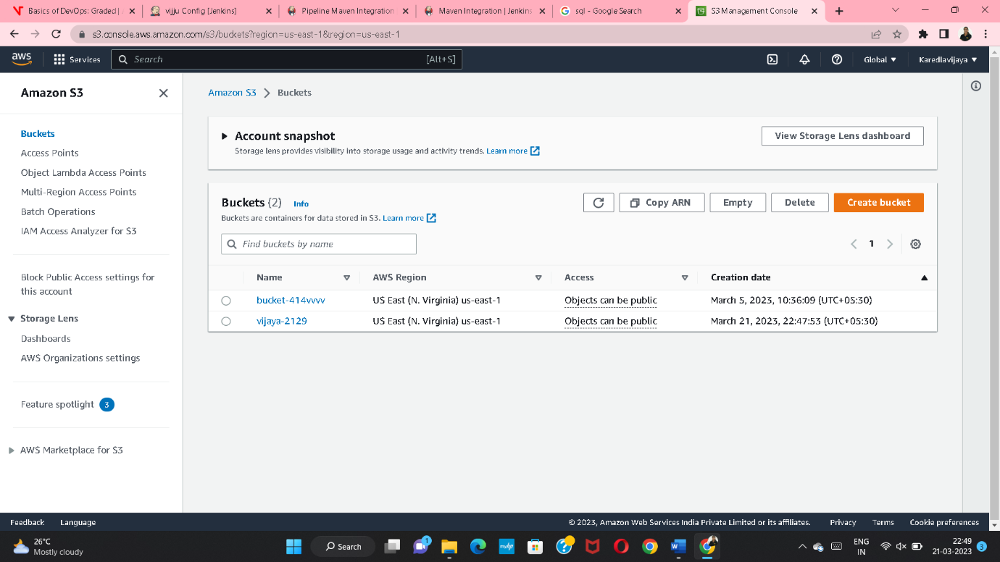 Basics of DevOps: Graded | A
vijju Config [Jenkins]
Pipeline Maven Integration
Maven Integration | Jenkins
sql - Google Search
S3 Management Console
s3.console.aws.amazon.com/s3/buckets?region=us-east-1&region=us-east-1
aws
Services
Search
[Alt+S]
Global
Karedlavijaya
Amazon S3
Buckets
Access Points
Object Lambda Access Points
Multi-Region Access Points
Batch Operations
IAM Access Analyzer for S3
Block Public Access settings for
this account
Storage Lens
Dashboards
AWS Organizations settings
Feature spotlight 3
AWS Marketplace for S3
Amazon S3 > Buckets
Account snapshot
Storage lens provides visibility into storage usage and activity trends. Learn more
View Storage Lens dashboard
Buckets (2) Info
Buckets are containers for data stored in S3. Learn more
Copy ARN
Empty
Delete
Create bucket
Find buckets by name
1
Name AWS Region Access Creation date
bucket-414vvvv US East (N. Virginia) us-east-1 Objects can be public March 5, 2023, 10:36:09 (UTC+05:30)
vijaya-2129 US East (N. Virginia) us-east-1 Objects can be public March 21, 2023, 22:47:53 (UTC+05:30)
Feedback Language © 2023, Amazon Web Services India Private Limited or its affiliates. Privacy Terms Cookie preferences
26°C
Mostly cloudy
Search
1
ENG
IN
22:49
21-03-2023
3